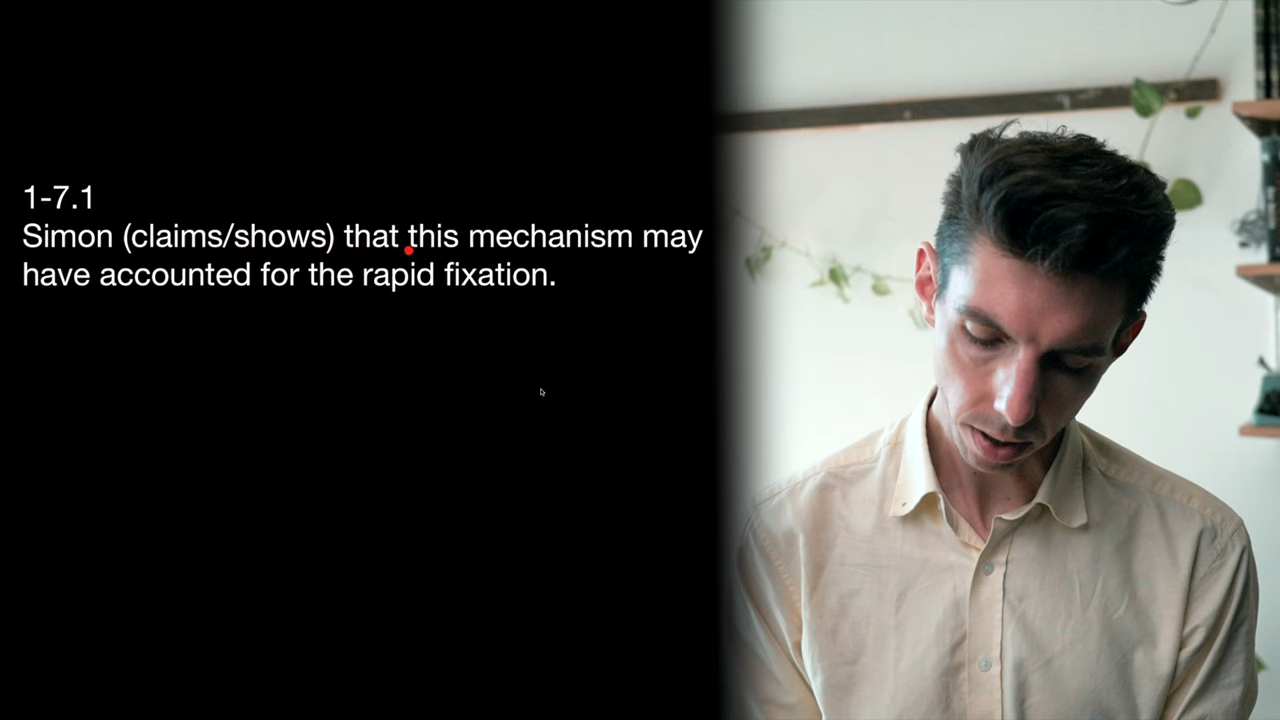 1-7.1
Simon (claims/shows) that this mechanism may
have accounted for the rapid fixation.